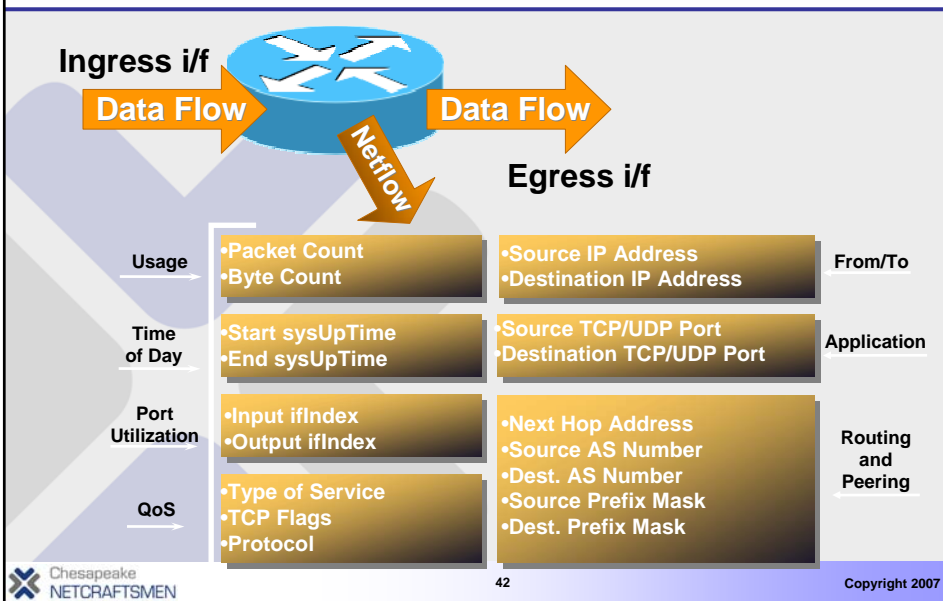 Ingress i/f
Data Flow
Data Flow
Netflow
Egress i/f
Usage
•Packet Count
•Byte Count
•Source IP Address
•Destination IP Address
From/To
Time
of Day
•Start sysUpTime
•End sysUpTime
•Source TCP/UDP Port
•Destination TCP/UDP Port
Application
Port
Utilization
•Input ifIndex
•Output ifIndex
•Next Hop Address
•Source AS Number
•Dest. AS Number
•Source Prefix Mask
•Dest. Prefix Mask
Routing
and
Peering
QoS
•Type of Service
•TCP Flags
•Protocol
Chesapeake
NETCRAFTSMEN
42
Copyright 2007